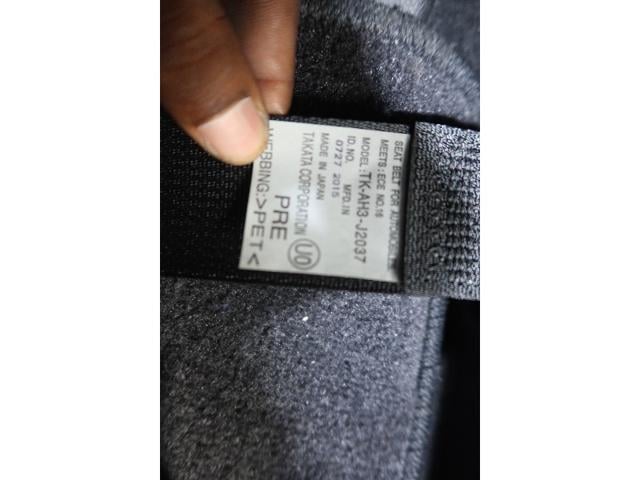 SEAT BELT FOR AUTOMOBILE
MEETS:ECE NO.16
MODEL:TK-AH3-J2037
ID.NO. MFD.IN
0727 2015
MADE IN JAPAN
TAKATA CORPORATION
PRE UO
WEBBING:>PET<